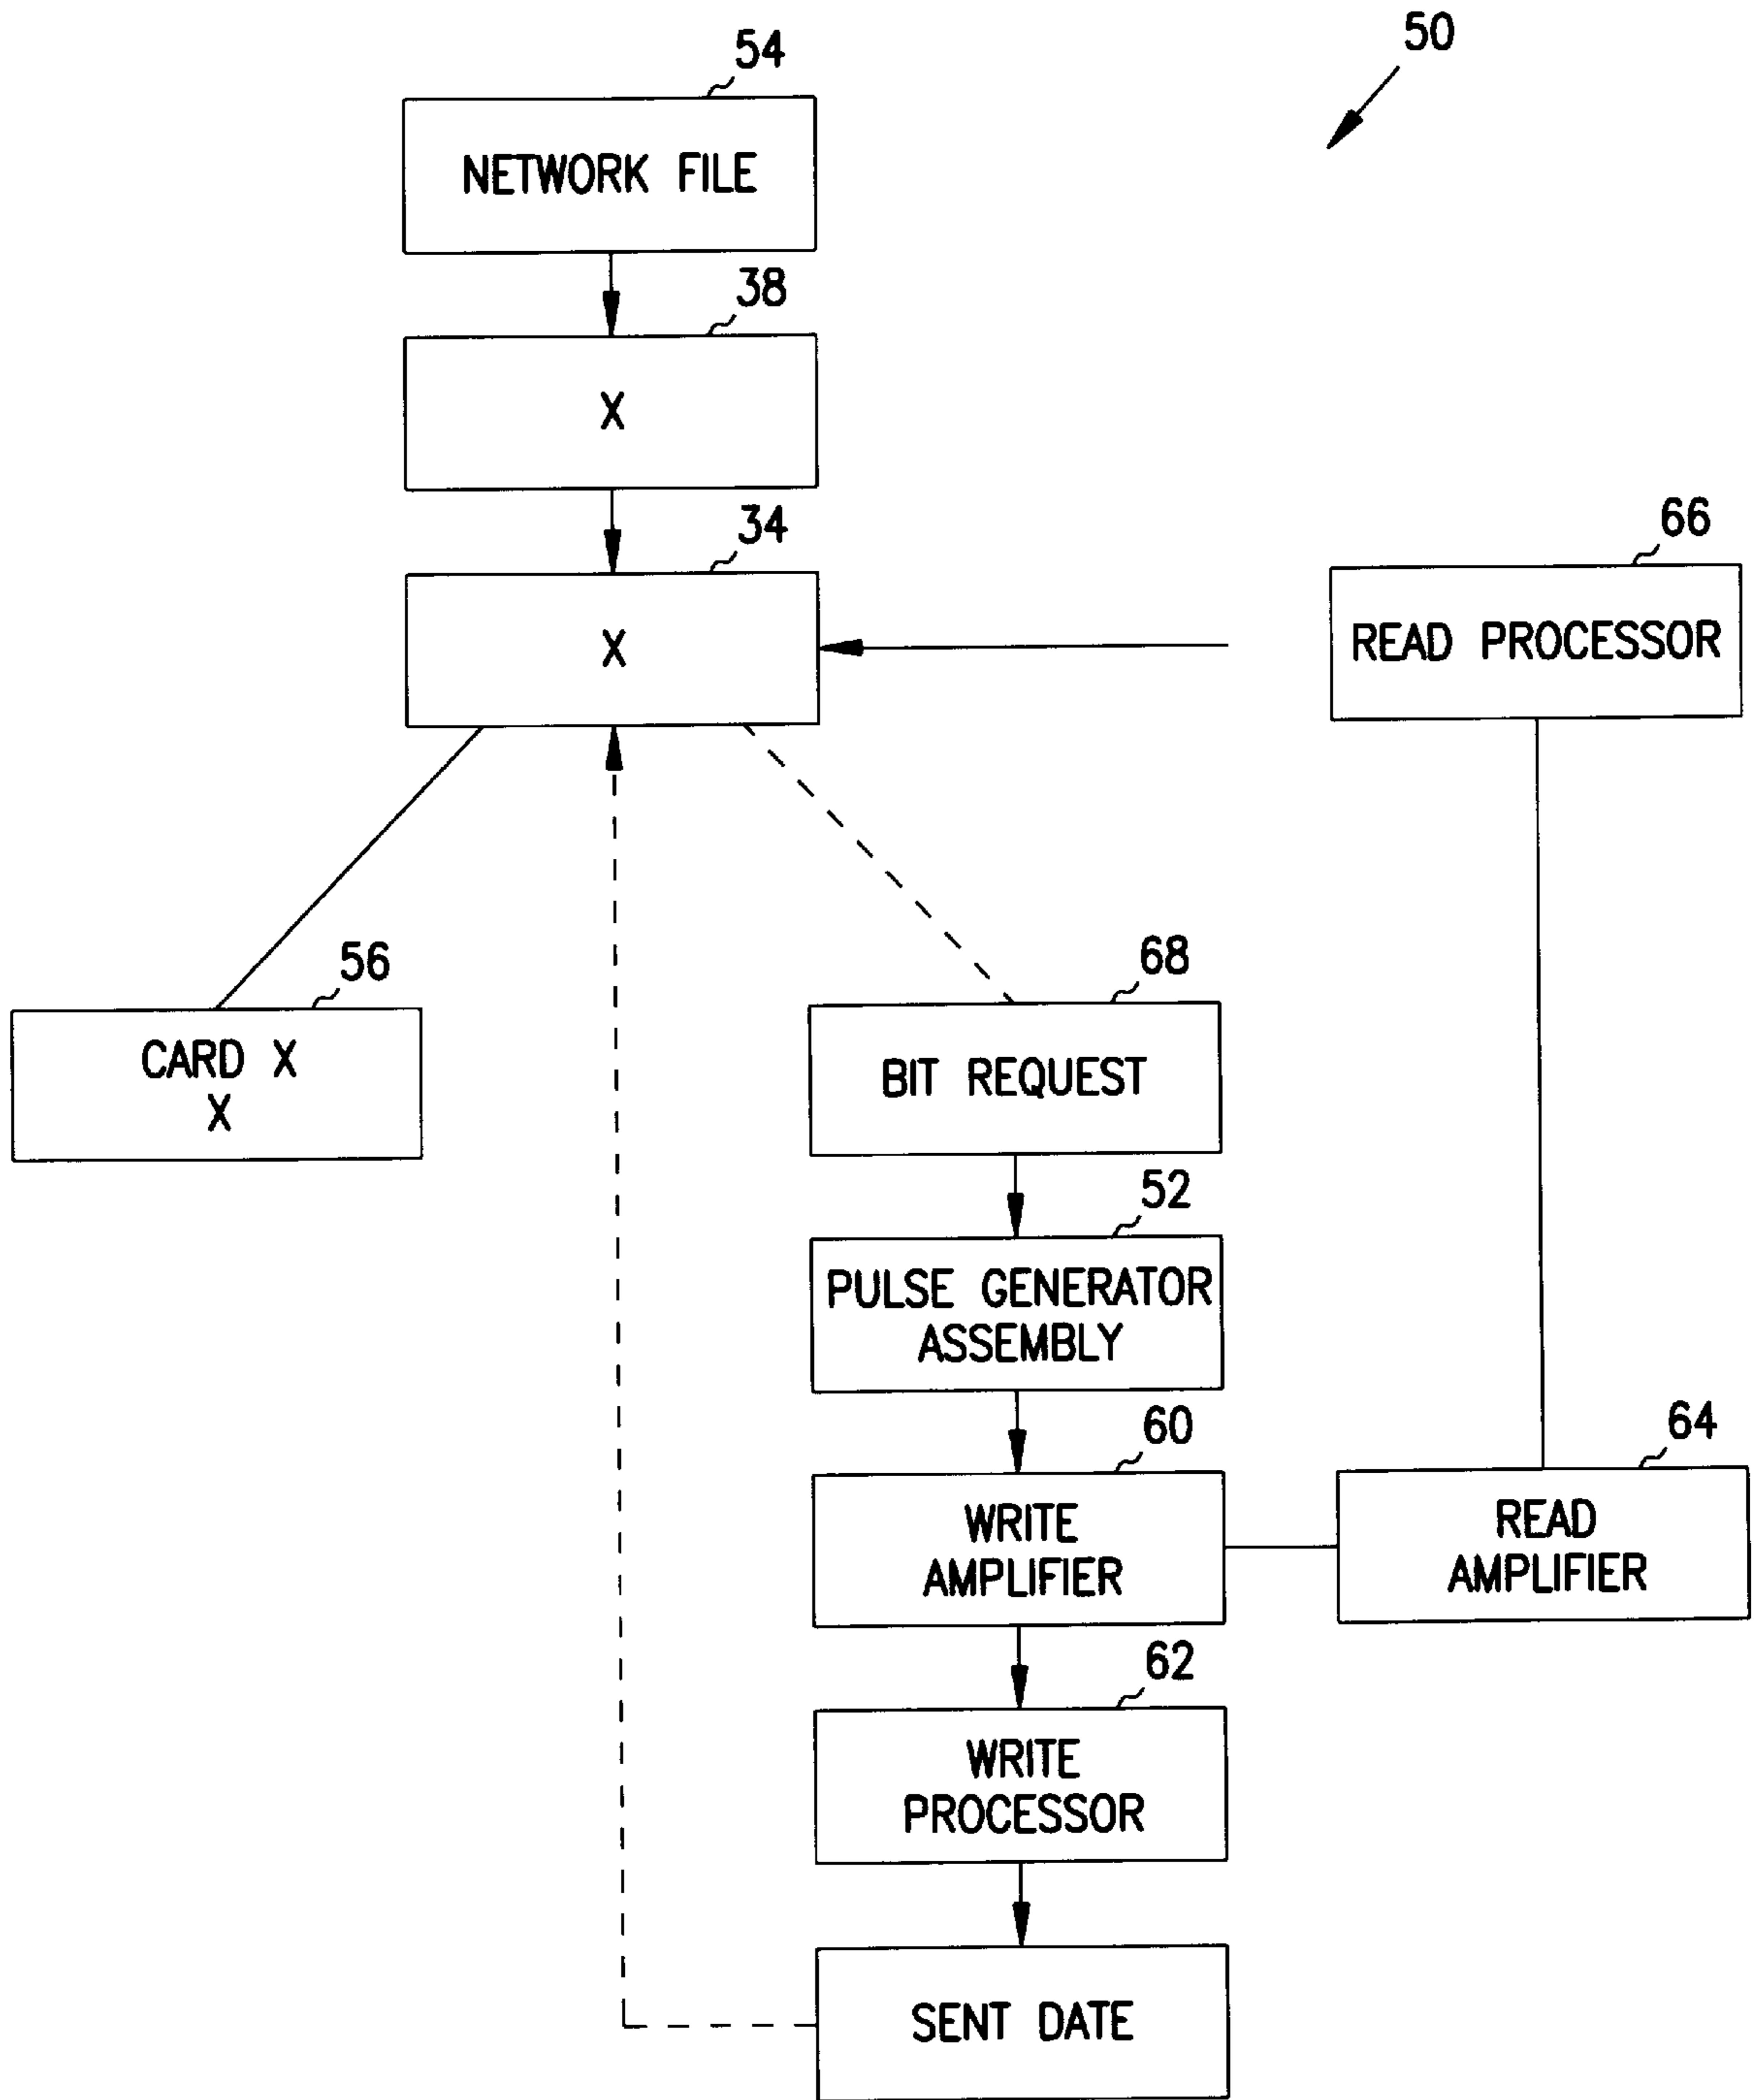 50
54
NETWORK FILE
38
X
34
X
66
READ PROCESSOR
56
CARD X
X
68
BIT REQUEST
52
PULSE GENERATOR
ASSEMBLY
60
WRITE
AMPLIFIER
64
READ
AMPLIFIER
62
WRITE
PROCESSOR
SENT DATE